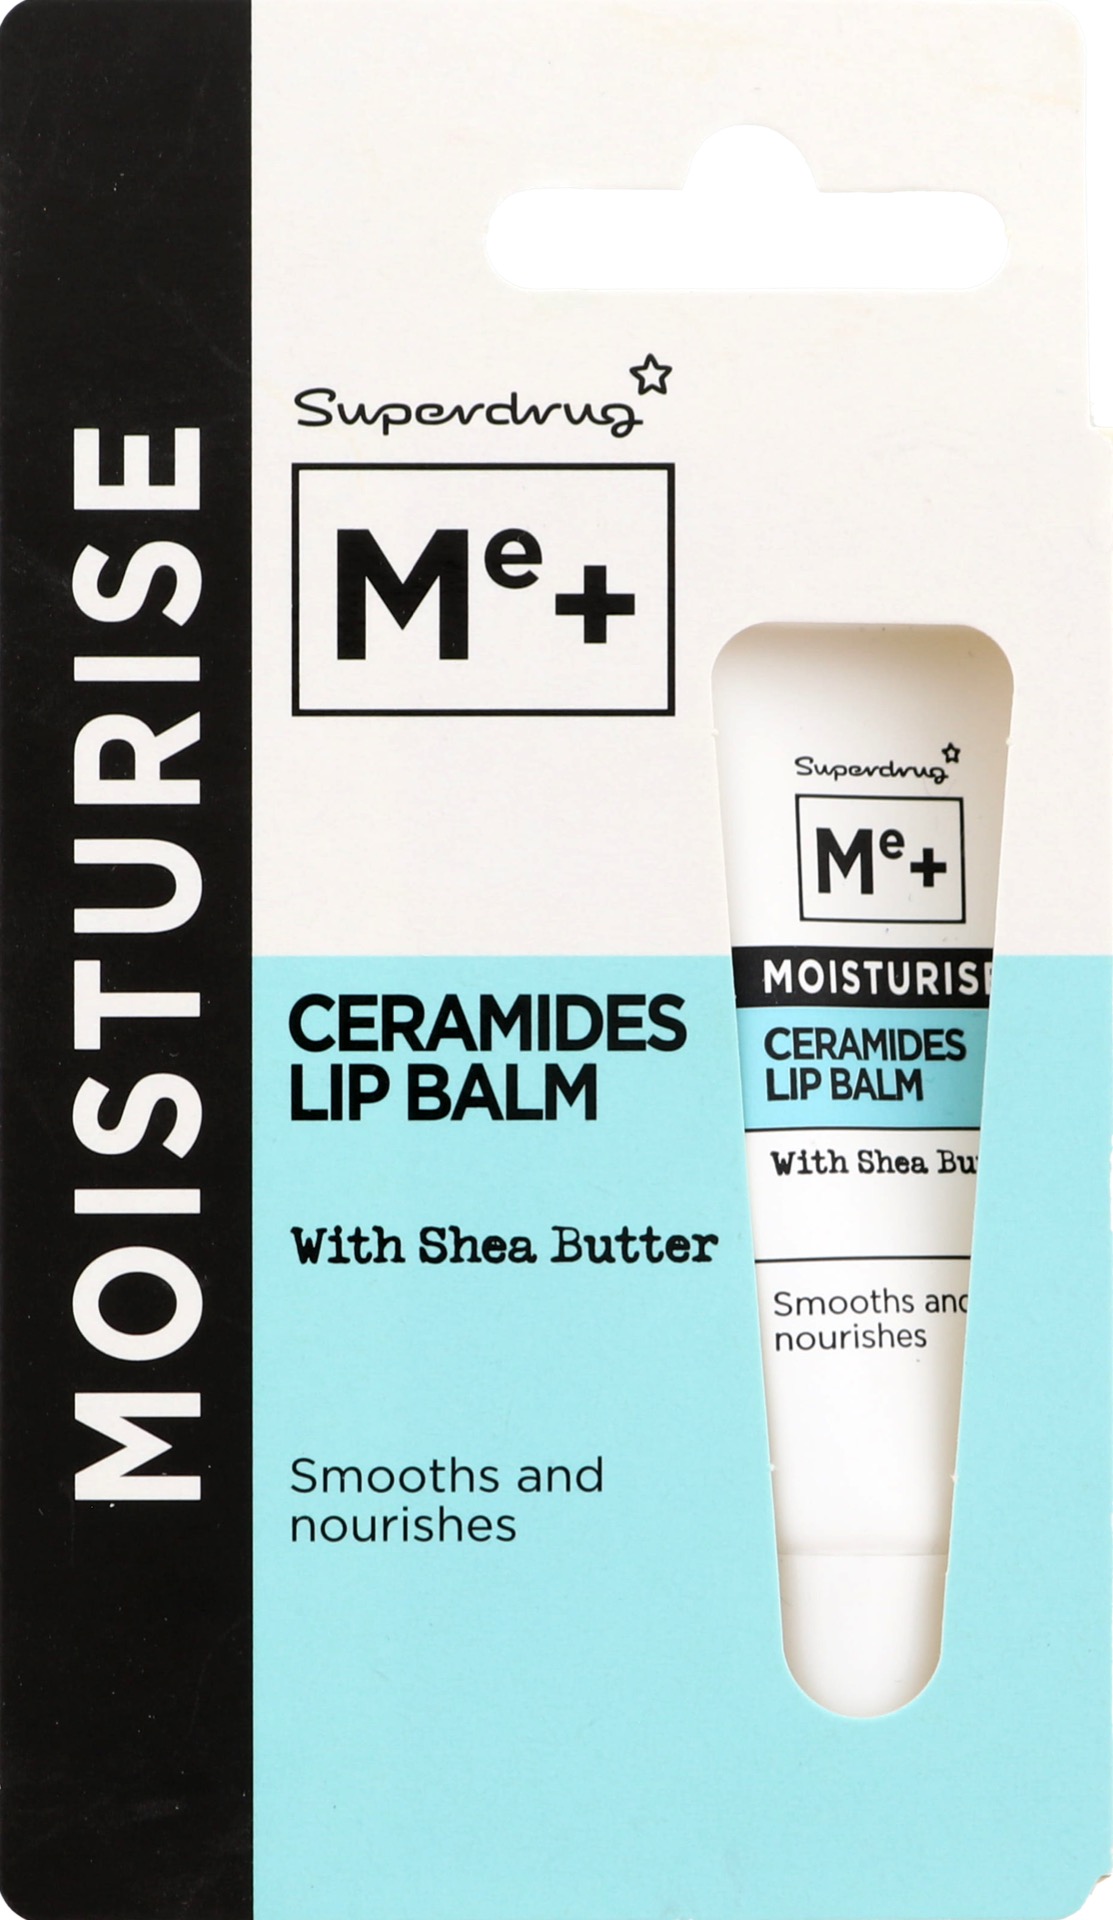 MOISTURISE
Superdrug
Me+
CERAMIDES
LIP BALM
With Shea Butter
Smooths and
nourishes
Superdrug
Me+
MOISTURISE
CERAMIDES
LIP BALM
With Shea Bu
Smooths and
nourishes